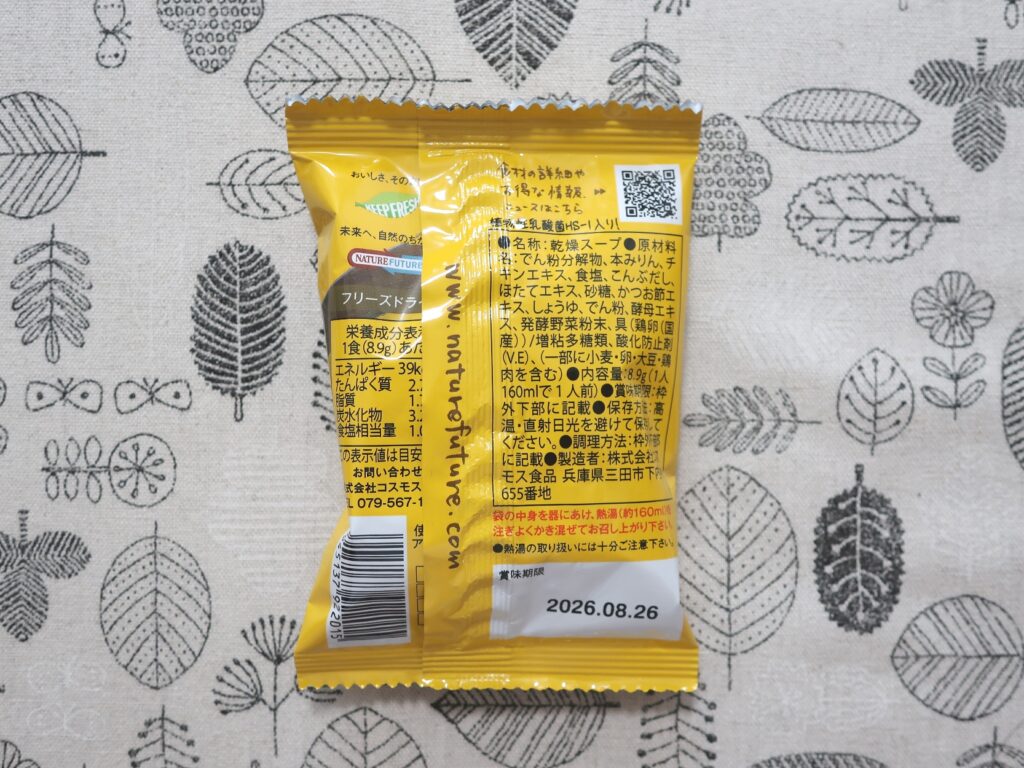 おいしさ、その
KEEP FRESH
未来へ、自然のちか
NATURE FUTURE
フリーズドライ
栄養成分表示
1食(8.9g)あた
エネルギー 39k
たんぱく質 2.
脂質 1.
炭水化物 3.2
食塩相当量 1.0
の表示値は目安
お問い合わせ
式会社コスモス
TEL 079-567-1
www.naturefuture.com
材の詳細や
お得な情報、
ニュースはこちら
植物性乳酸菌HS-1入り!
●名称:乾燥スープ●原材料
名:でん粉分解物、本みりん、チ
キンエキス、食塩、こんぶだし、
ほたてエキス、砂糖、かつお節エ
キス、しょうゆ、でん粉、酵母エキ
ス、発酵野菜粉末、具(鶏卵(国
産))/増粘多糖類、酸化防止剤
(V.E)、(一部に小麦・卵・大豆・鶏
肉を含む)●内容量:8.9g(1人
160mlで1人前)●賞味期限:枠
外下部に記載●保存方法:高
温・直射日光を避けて保存して
ください。●調理方法:枠外下部
に記載●製造者:株式会社コス
モス食品 兵庫県三田市下内
655番地
袋の中身を器にあけ、熱湯(約160ml)を
注ぎよくかき混ぜてお召し上がり下さい。
●熱湯の取り扱いには十分ご注意下さい。
賞味期限
2026.08.26